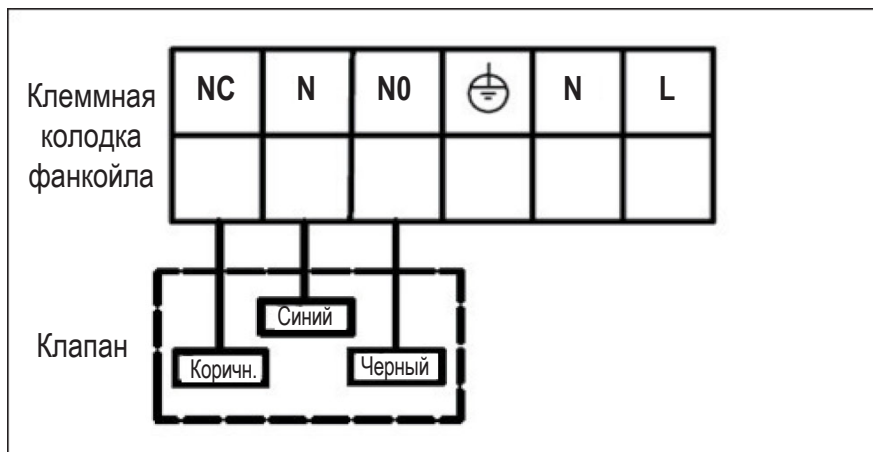 Клеммная
колодка
фанкойла
NC N N0 N L
Клапан
Синий
Коричн.
Черный